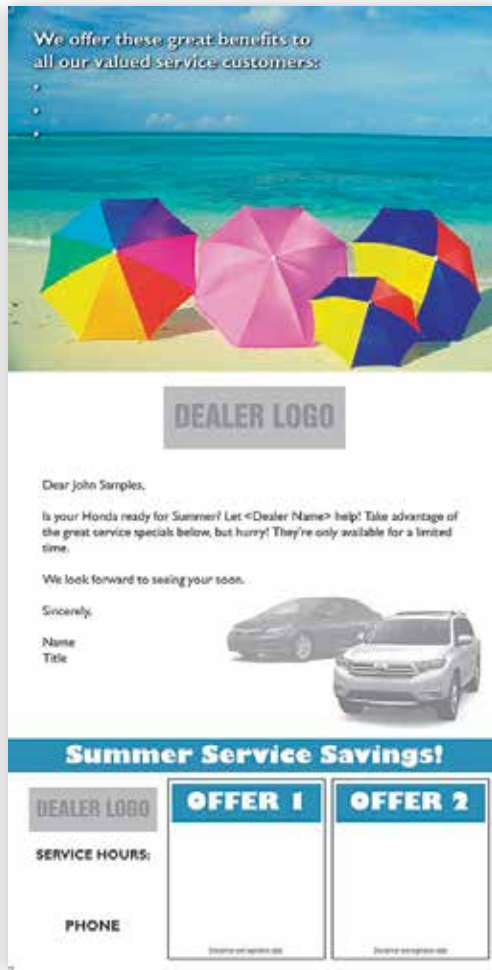 We offer these great benefits to
all our valued service customers:
•
•
•
DEALER LOGO
Dear John Samples,
Is your Honda ready for Summer? Let <Dealer Name> help! Take advantage of
the great service specials below, but hurry! They're only available for a limited
time.
We look forward to seeing your soon.
Sincerely,
Name
Title
Summer Service Savings!
DEALER LOGO
SERVICE HOURS:
PHONE
OFFER 1
OFFER 2